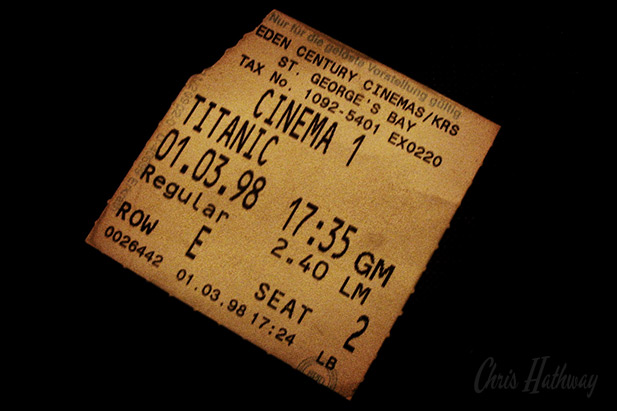 Nur für die gelöste Vorstellung gültig
EDEN CENTURY CINEMAS/KRS
ST. GEORGE'S BAY
TAX No. 1092-5401 EX0220
CINEMA 1
TITANIC
01.03.98 17:35 GM
Regular 2.40 LM
ROW E SEAT 2
0026442 01.03.98 17:24 LB
Chris Hathway